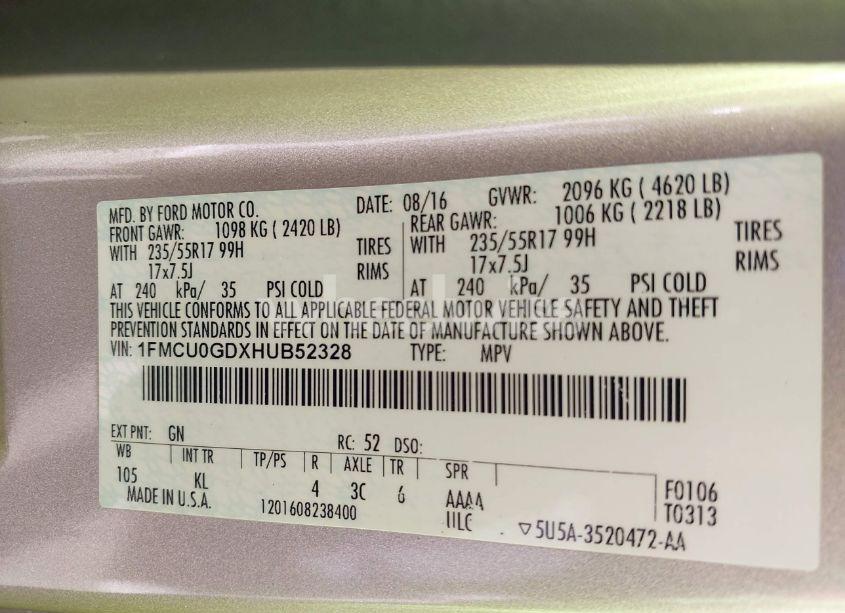 MFD. BY FORD MOTOR CO. DATE: 08/16 GVWR: 2096 KG ( 4620 LB)
FRONT GAWR: 1098 KG ( 2420 LB) REAR GAWR: 1006 KG ( 2218 LB)
WITH 235/55R17 99H TIRES WITH 235/55R17 99H TIRES
17x7.5J RIMS 17x7.5J RIMS
AT 240 kPa/ 35 PSI COLD AT 240 kPa/ 35 PSI COLD
THIS VEHICLE CONFORMS TO ALL APPLICABLE FEDERAL MOTOR VEHICLE SAFETY AND THEFT
PREVENTION STANDARDS IN EFFECT ON THE DATE OF MANUFACTURE SHOWN ABOVE.
VIN: 1FMCU0GDXHUB52328 TYPE: MPV
EXT PNT: GN RC: 52 DSO:
WB INT TR TP/PS R AXLE TR SPR
105 KL 4 3C 6 AAAA F0106
MADE IN U.S.A. 1201608238400 T0313
▽5U5A-3520472-AA